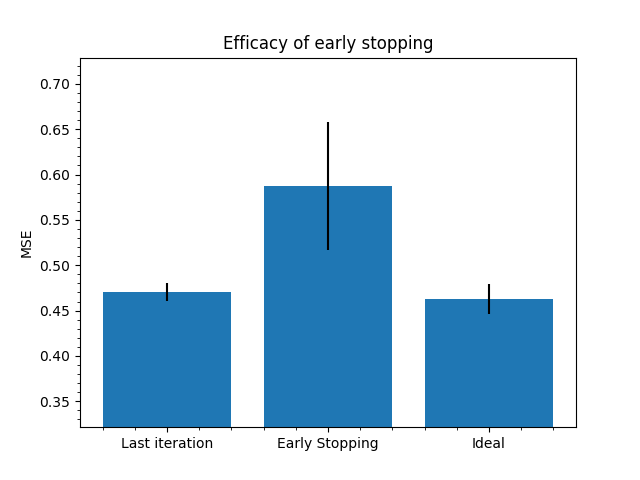 Efficacy of early stopping
0.70
0.65
0.60
0.55
0.50
0.45
0.40
0.35
MSE
Last iteration
Early Stopping
Ideal